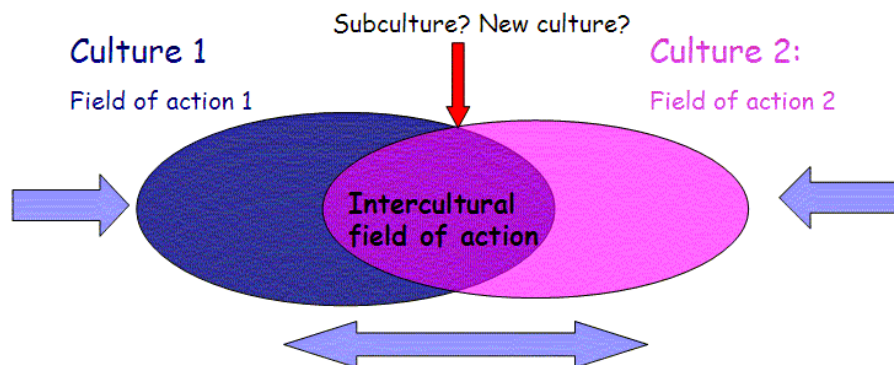 Subculture? New culture?
Culture 1
Field of action 1
Culture 2:
Field of action 2
Intercultural
field of action